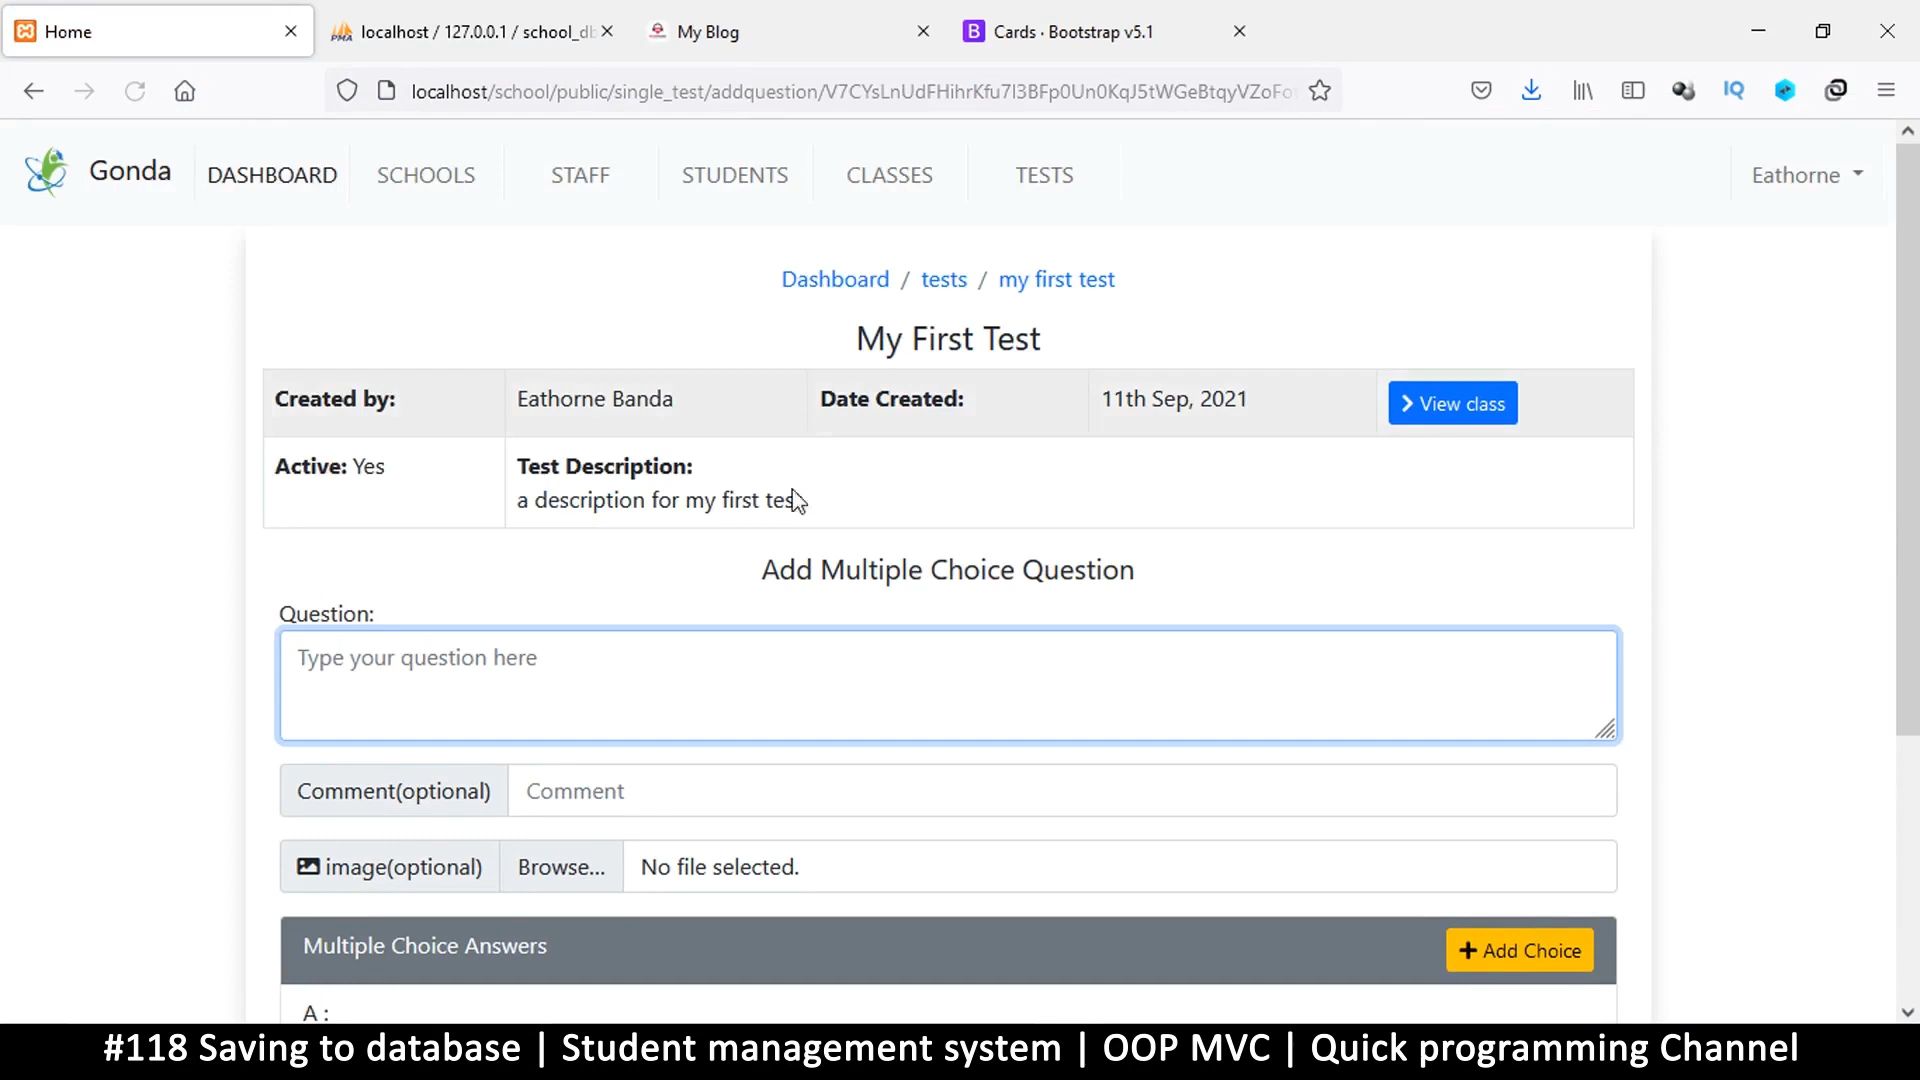 Home
localhost / 127.0.0.1 / school_db
My Blog
Cards · Bootstrap v5.1
localhost/school/public/single_test/addquestion/V7CYsLnUdFHihrKfu7l3BFp0Un0KqJ5tWGeBtqyVZoFo
IQ
Gonda
DASHBOARD
SCHOOLS
STAFF
STUDENTS
CLASSES
TESTS
Eathorne
Dashboard / tests / my first test
My First Test
Created by:
Eathorne Banda
Date Created:
11th Sep, 2021
View class
Active: Yes
Test Description:
a description for my first test
Add Multiple Choice Question
Question:
Type your question here
Comment(optional)
Comment
image(optional)
Browse...
No file selected.
Multiple Choice Answers
+ Add Choice
A :
#118 Saving to database | Student management system | OOP MVC | Quick programming Channel